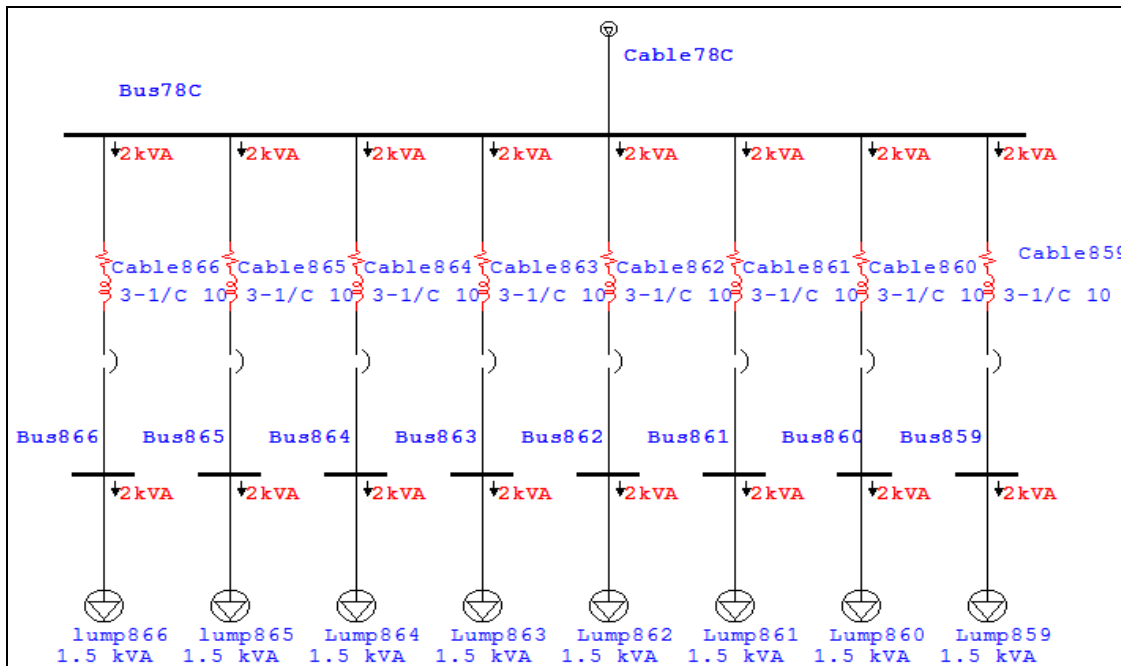 Cable78C
Bus78C
2kVA 2kVA 2kVA 2kVA 2kVA 2kVA 2kVA 2kVA
Cable866 Cable865 Cable864 Cable863 Cable862 Cable861 Cable860 Cable859
3-1/C 10 3-1/C 10 3-1/C 10 3-1/C 10 3-1/C 10 3-1/C 10 3-1/C 10 3-1/C 10
Bus866 Bus865 Bus864 Bus863 Bus862 Bus861 Bus860 Bus859
2kVA 2kVA 2kVA 2kVA 2kVA 2kVA 2kVA 2kVA
lump866 lump865 Lump864 Lump863 Lump862 Lump861 Lump860 Lump859
1.5 kVA 1.5 kVA 1.5 kVA 1.5 kVA 1.5 kVA 1.5 kVA 1.5 kVA 1.5 kVA